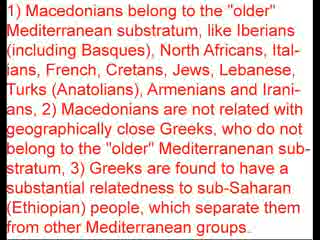 1) Macedonians belong to the "older"
Mediterranean substratum, like Iberians
(including Basques), North Africans, Ital-
ians, French, Cretans, Jews, Lebanese,
Turks (Anatolians), Armenians and Irani-
ans, 2) Macedonians are not related with
geographically close Greeks, who do not
belong to the "older" Mediterranenan sub-
stratum, 3) Greeks are found to have a
substantial relatedness to sub-Saharan
(Ethiopian) people, which separate them
from other Mediterranean groups.